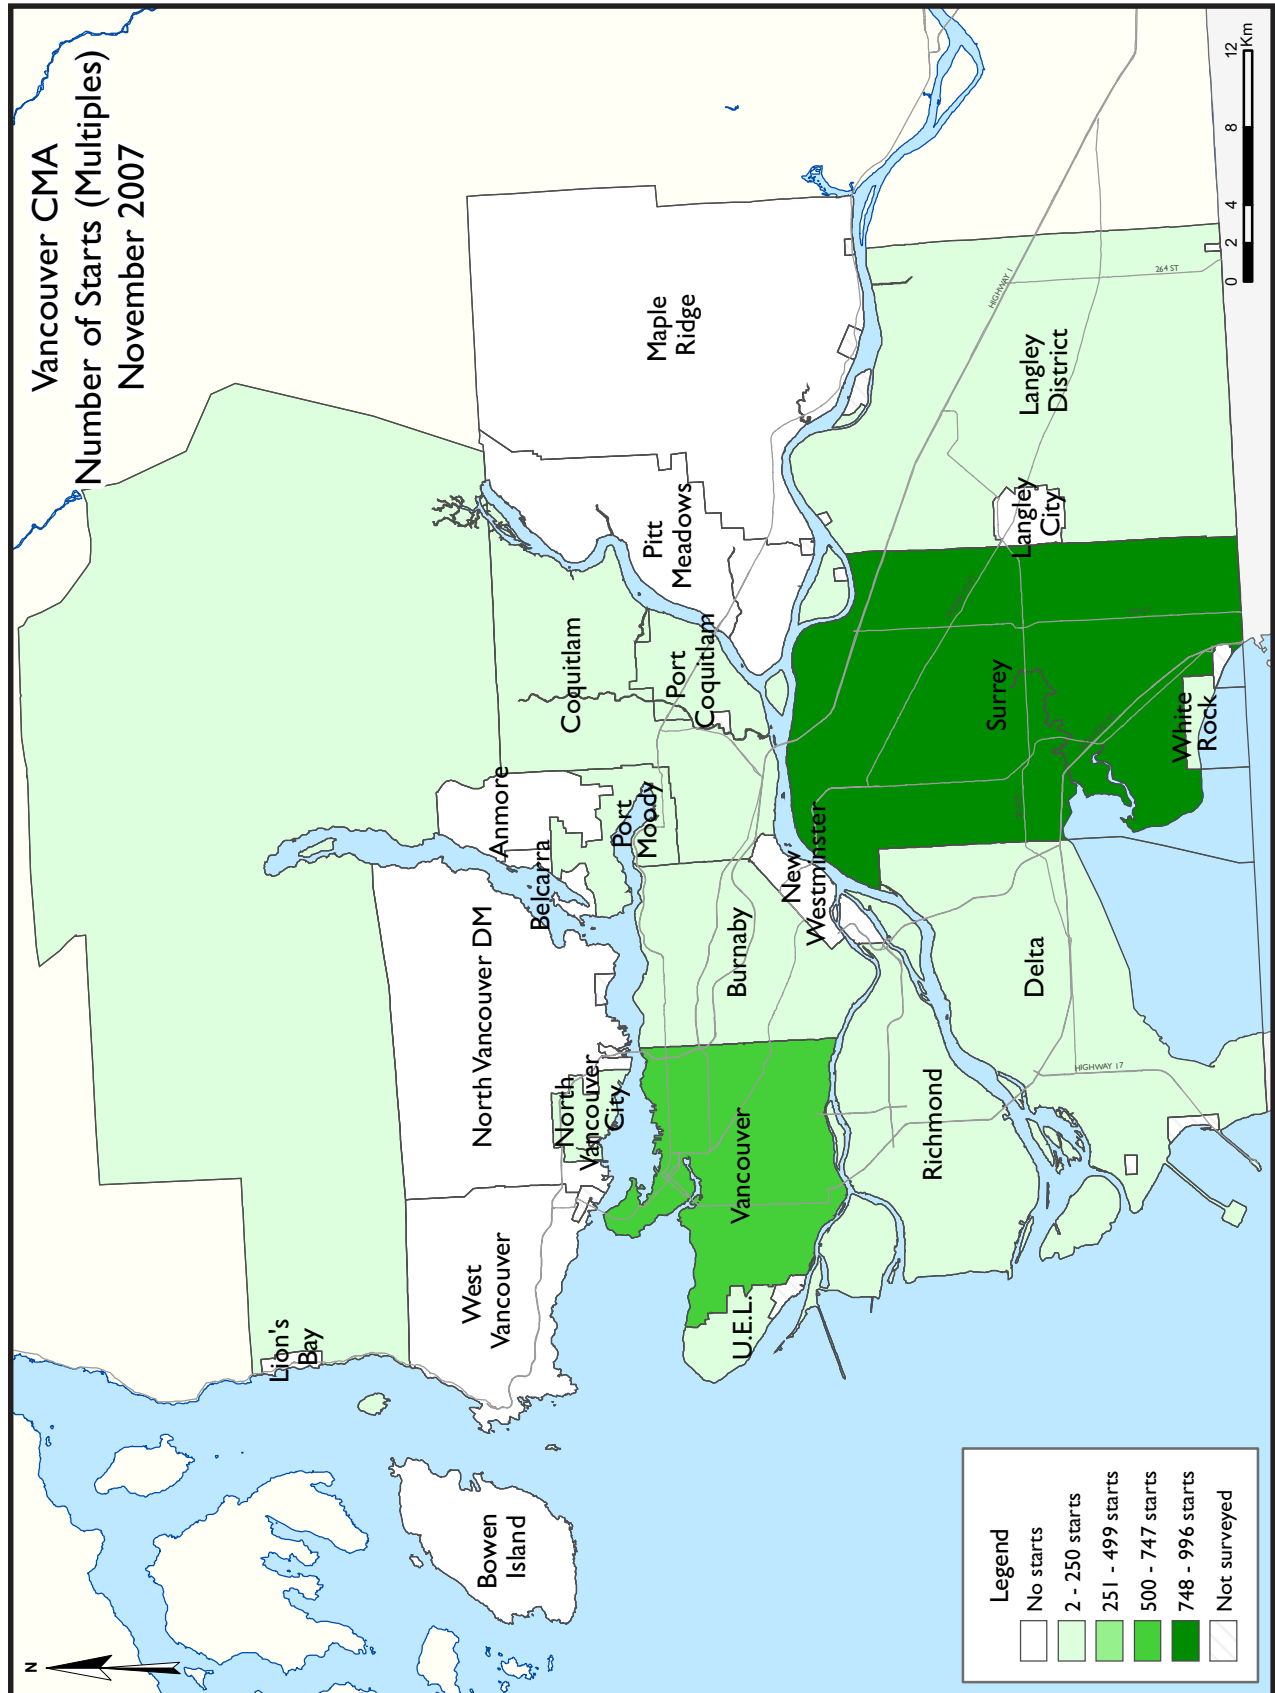 Vancouver CMA
Number of Starts (Multiples)
November 2007
N
Lion's
Bay
Bowen
Island
West
Vancouver
North Vancouver DM
North
Vancouver
City
Belcarra
Anmore
Port
Moody
Coquitlam
Port
Coquitlam
Pitt
Meadows
Maple
Ridge
U.E.L.
Vancouver
Burnaby
New
Westminster
Richmond
Delta
Surrey
White
Rock
Langley
City
Langley
District
HIGHWAY 1
264 ST
HIGHWAY 17
Legend
No starts
2 - 250 starts
251 - 499 starts
500 - 747 starts
748 - 996 starts
Not surveyed
0 2 4 8 12
Km